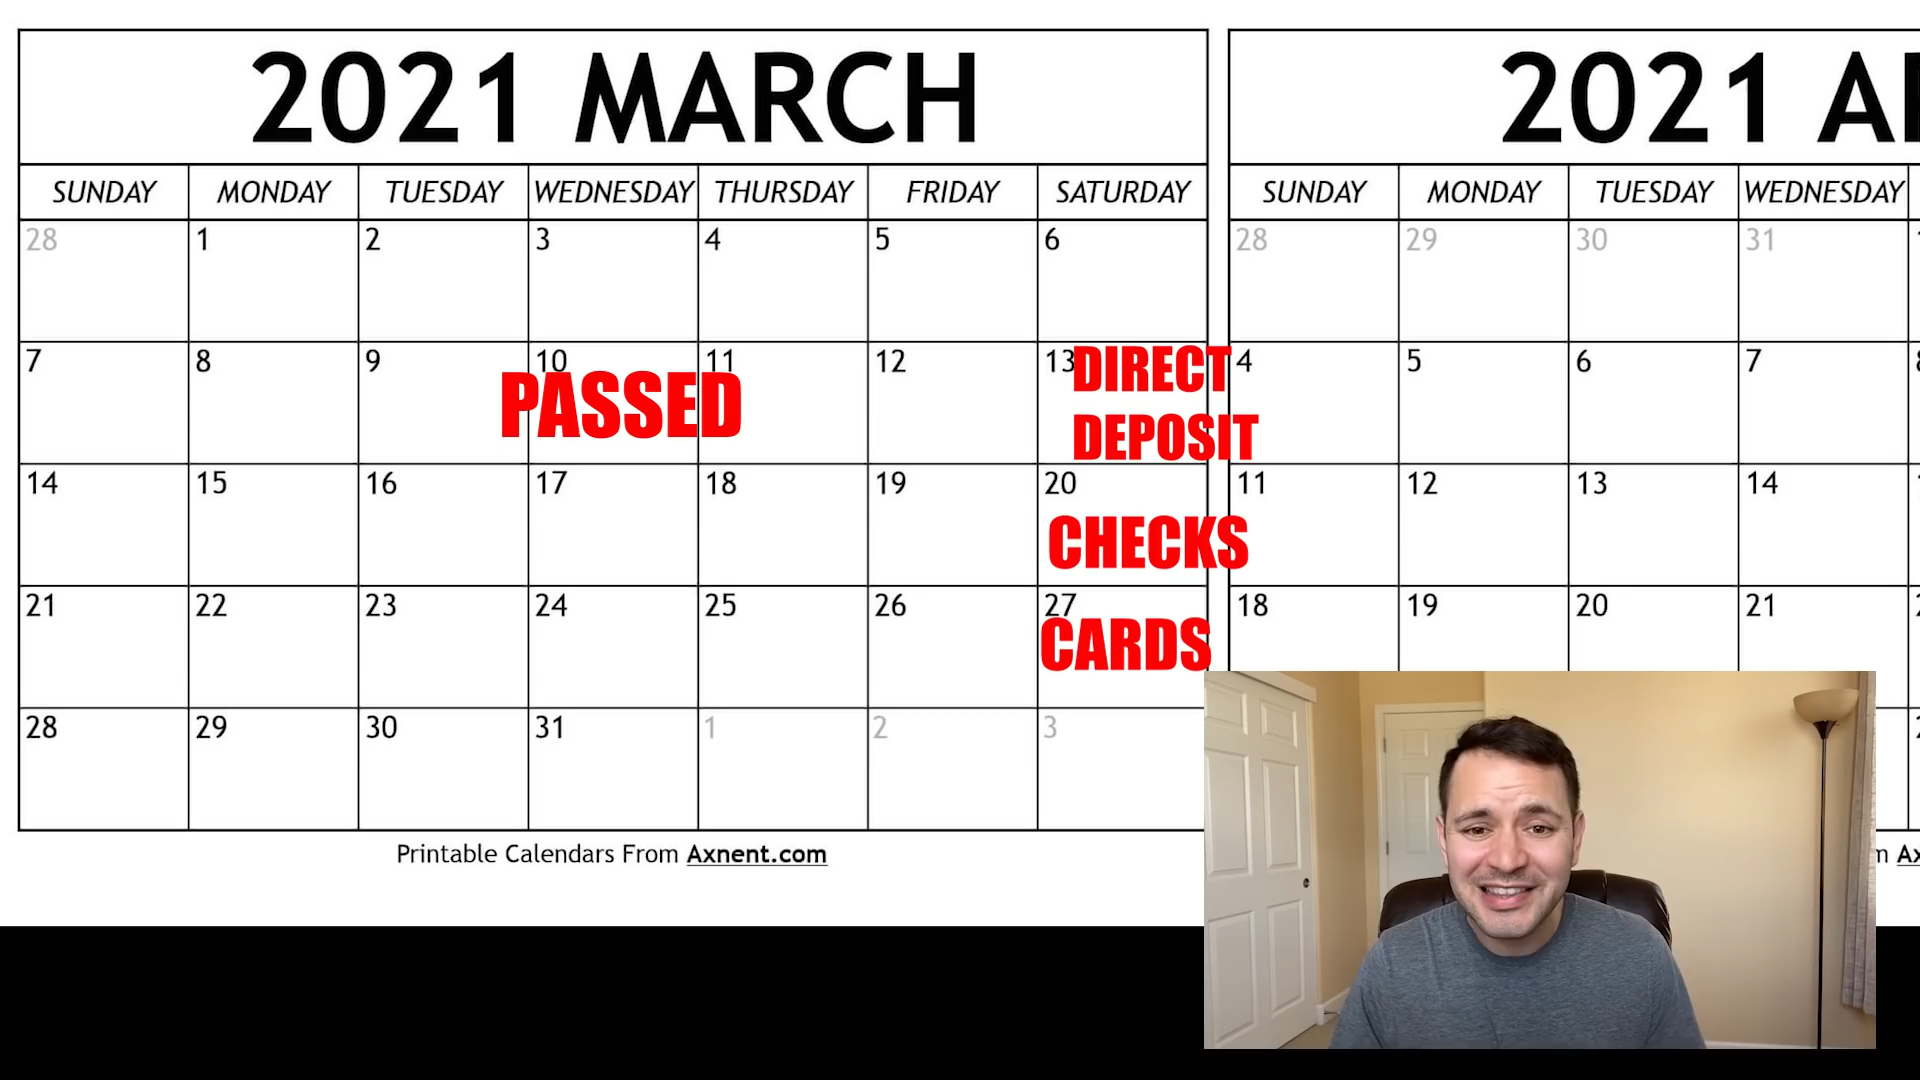 2021 MARCH
SUNDAY MONDAY TUESDAY WEDNESDAY THURSDAY FRIDAY SATURDAY
28 1 2 3 4 5 6
7 8 9 10 11 12 13
PASSED
DIRECT
DEPOSIT
14 15 16 17 18 19 20
CHECKS
21 22 23 24 25 26 27
CARDS
28 29 30 31 1 2 3
Printable Calendars From Axnent.com
2021
SUNDAY MONDAY TUESDAY WEDNESDAY
28 29 30 31
4 5 6 7
11 12 13 14
18 19 20 21